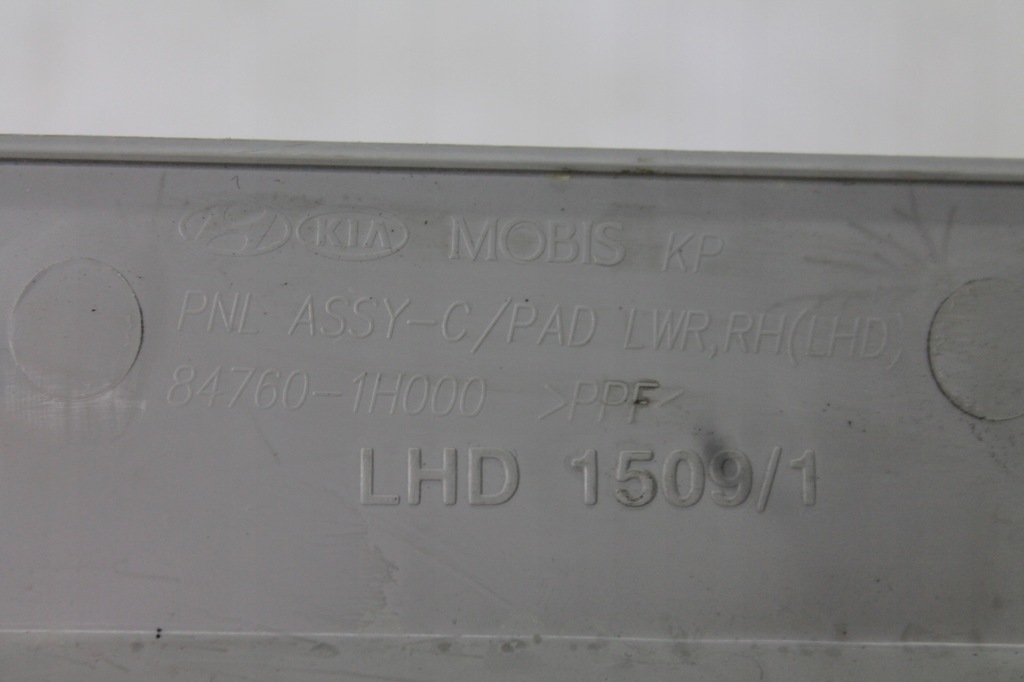 KIA MOBIS KP
PNL ASSY-C/PAD LWR,RH(LHD,
84760-1H000 >PPF<
LHD 1509/1